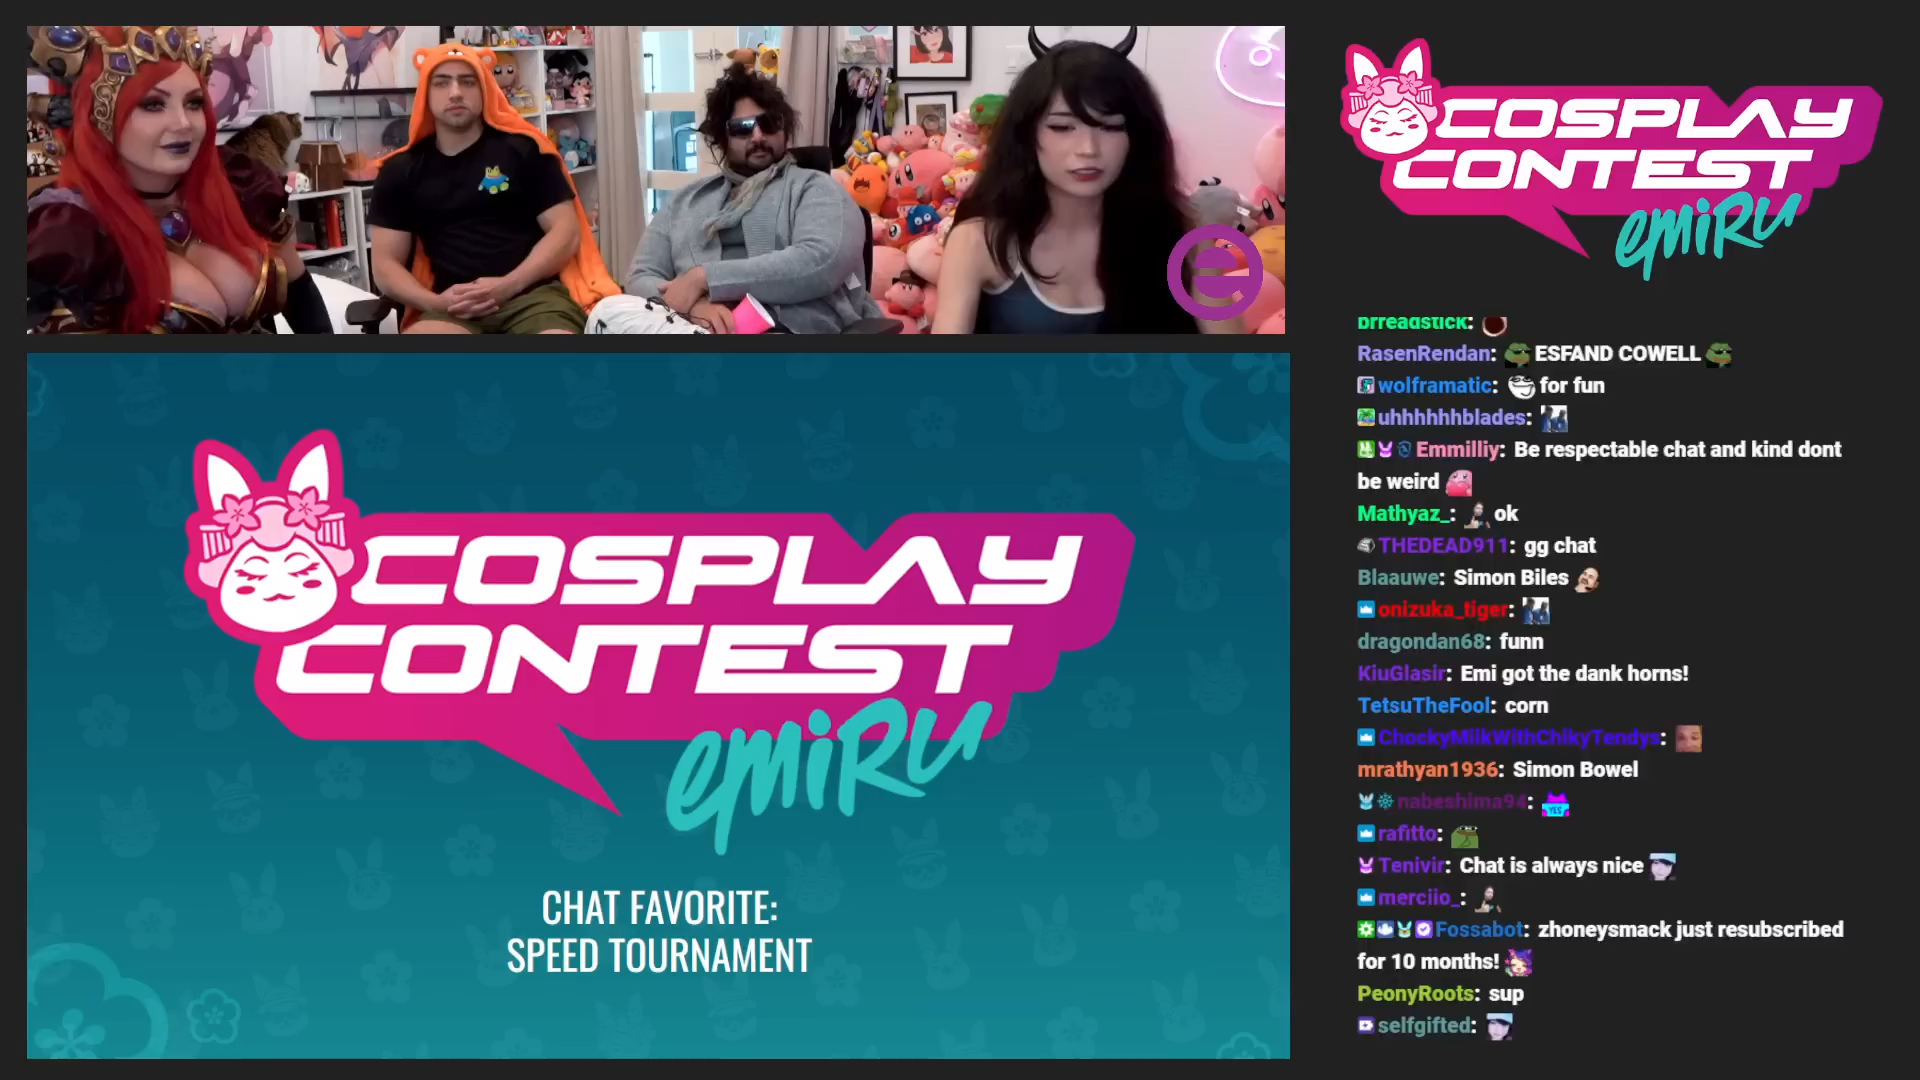 COSPLAY
CONTEST
emiru
brreadstick:
RasenRendan: ESFAND COWELL
wolframatic: for fun
uhhhhhhblades:
Emmilliy: Be respectable chat and kind dont
be weird
Mathyaz_: ok
THEDEAD911: gg chat
Blaauwe: Simon Biles
onizuka_tiger:
dragondan68: funn
KiuGlasir: Emi got the dank horns!
TetsuTheFool: corn
ChockyMilkWithChikyTendys:
mrathyan1936: Simon Bowel
nabeshima94:
YES
rafitto:
Tenivir: Chat is always nice
merciio_:
Fossabot: zhoneysmack just resubscribed
for 10 months!
PeonyRoots: sup
selfgifted:
COSPLAY
CONTEST
emiru
CHAT FAVORITE:
SPEED TOURNAMENT